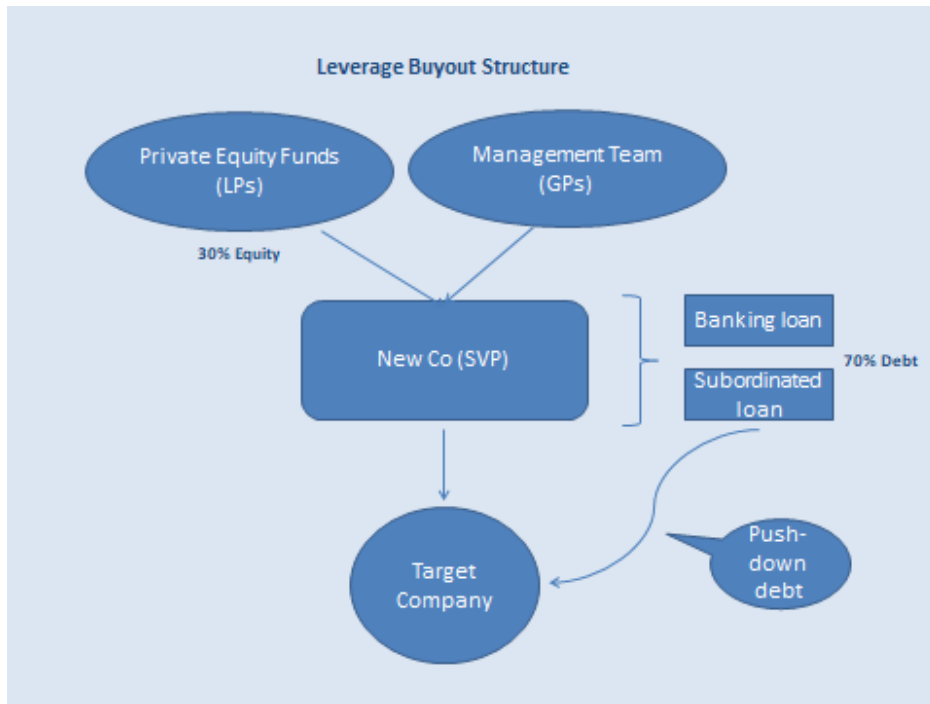 Leverage Buyout Structure
Private Equity Funds
(LPs)
Management Team
(GPs)
30% Equity
New Co (SVP)
Banking loan
70% Debt
Subordinated
loan
Target
Company
Push-
down
debt